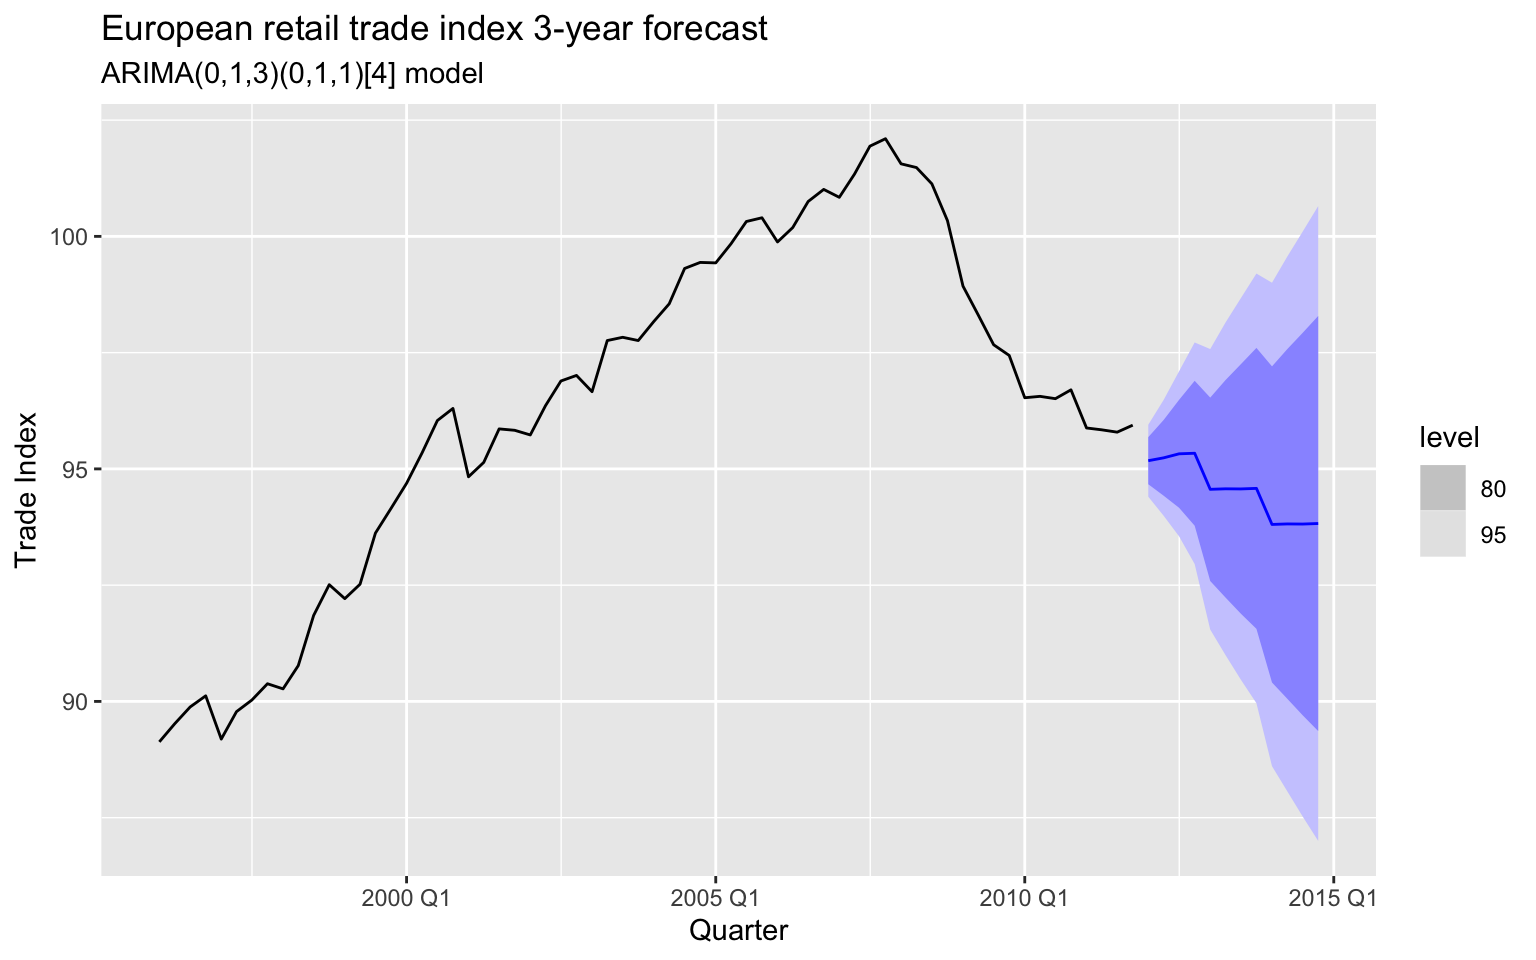 European retail trade index 3-year forecast
ARIMA(0,1,3)(0,1,1)[4] model
Trade Index
100
95
90
2000 Q1
2005 Q1
2010 Q1
2015 Q1
Quarter
level
80
95